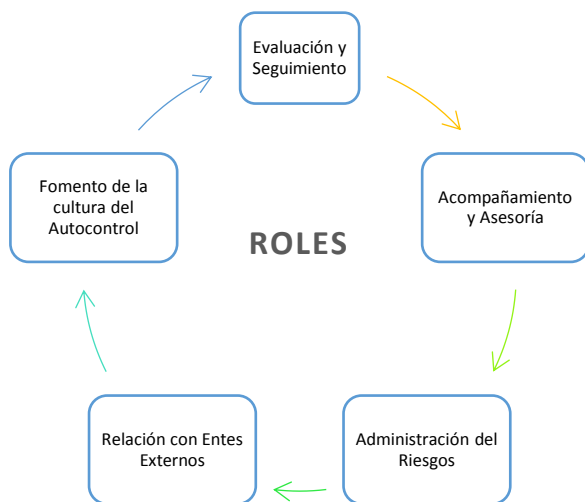 Evaluación y
Seguimiento
Acompañamiento
y Asesoría
Administración del
Riesgos
Relación con Entes
Externos
Fomento de la
cultura del
Autocontrol
ROLES